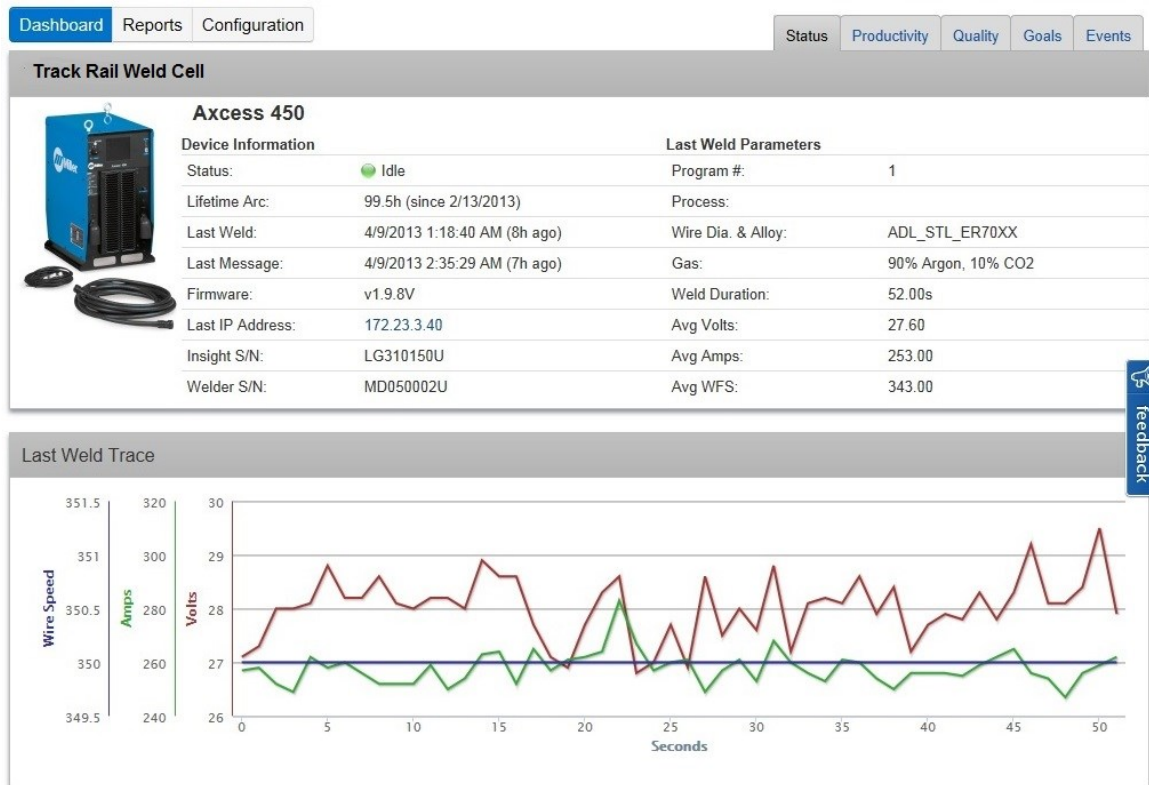 Dashboard Reports Configuration
Status Productivity Quality Goals Events
Track Rail Weld Cell
Miller
Axcess 450
Device Information
Status: Idle
Lifetime Arc: 99.5h (since 2/13/2013)
Last Weld: 4/9/2013 1:18:40 AM (8h ago)
Last Message: 4/9/2013 2:35:29 AM (7h ago)
Firmware: v1.9.8V
Last IP Address: 172.23.3.40
Insight S/N: LG310150U
Welder S/N: MD050002U
Last Weld Parameters
Program #: 1
Process:
Wire Dia. & Alloy: ADL_STL_ER70XX
Gas: 90% Argon, 10% CO2
Weld Duration: 52.00s
Avg Volts: 27.60
Avg Amps: 253.00
Avg WFS: 343.00
feedback
Last Weld Trace
Wire Speed
351.5
351
350.5
350
349.5
Amps
320
300
280
260
240
Volts
30
29
28
27
26
0 5 10 15 20 25 30 35 40 45 50
Seconds